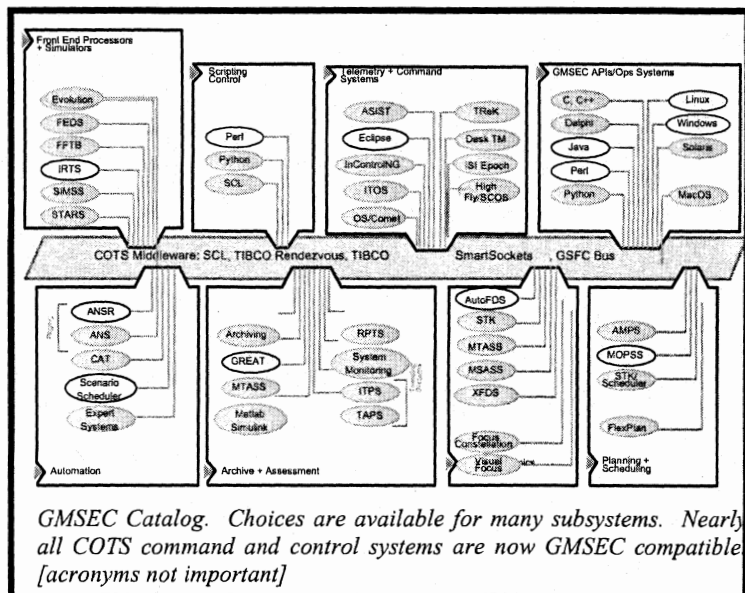 Front End Processors
+ Simulators
Evolution
FEDS
FFTB
IRTS
SIMSS
STARS
Scripting
Control
Perl
Python
SCL
Telemetry + Command
Systems
ASIST
Eclipse
InControlNG
ITOS
OS/Comet
TReK
Desk TM
SI Epoch
High
Fly/SCOS
GMSEC APIs/Ops Systems
C, C++
Delphi
Java
Perl
Python
Linux
Windows
Solaris
MacOS
COTS Middleware: SCL, TIBCO Rendezvous, TIBCO SmartSockets , GSFC Bus
ANSR
ANS
CAT
Scenario
Scheduler
Expert
Systems
Automation
Archiving
GREAT
MTASS
Matlab
Simulink
RPTS
System
Monitoring
ITPS
TAPS
Archive + Assessment
AutoFDS
STK
MTASS
MSASS
XFDS
Focus
Constellation
Visual
Focus
AMPS
MOPSS
STK/
Scheduler
FlexPlan
Planning +
Scheduling
GMSEC Catalog. Choices are available for many subsystems. Nearly
all COTS command and control systems are now GMSEC compatible
[acronyms not important]